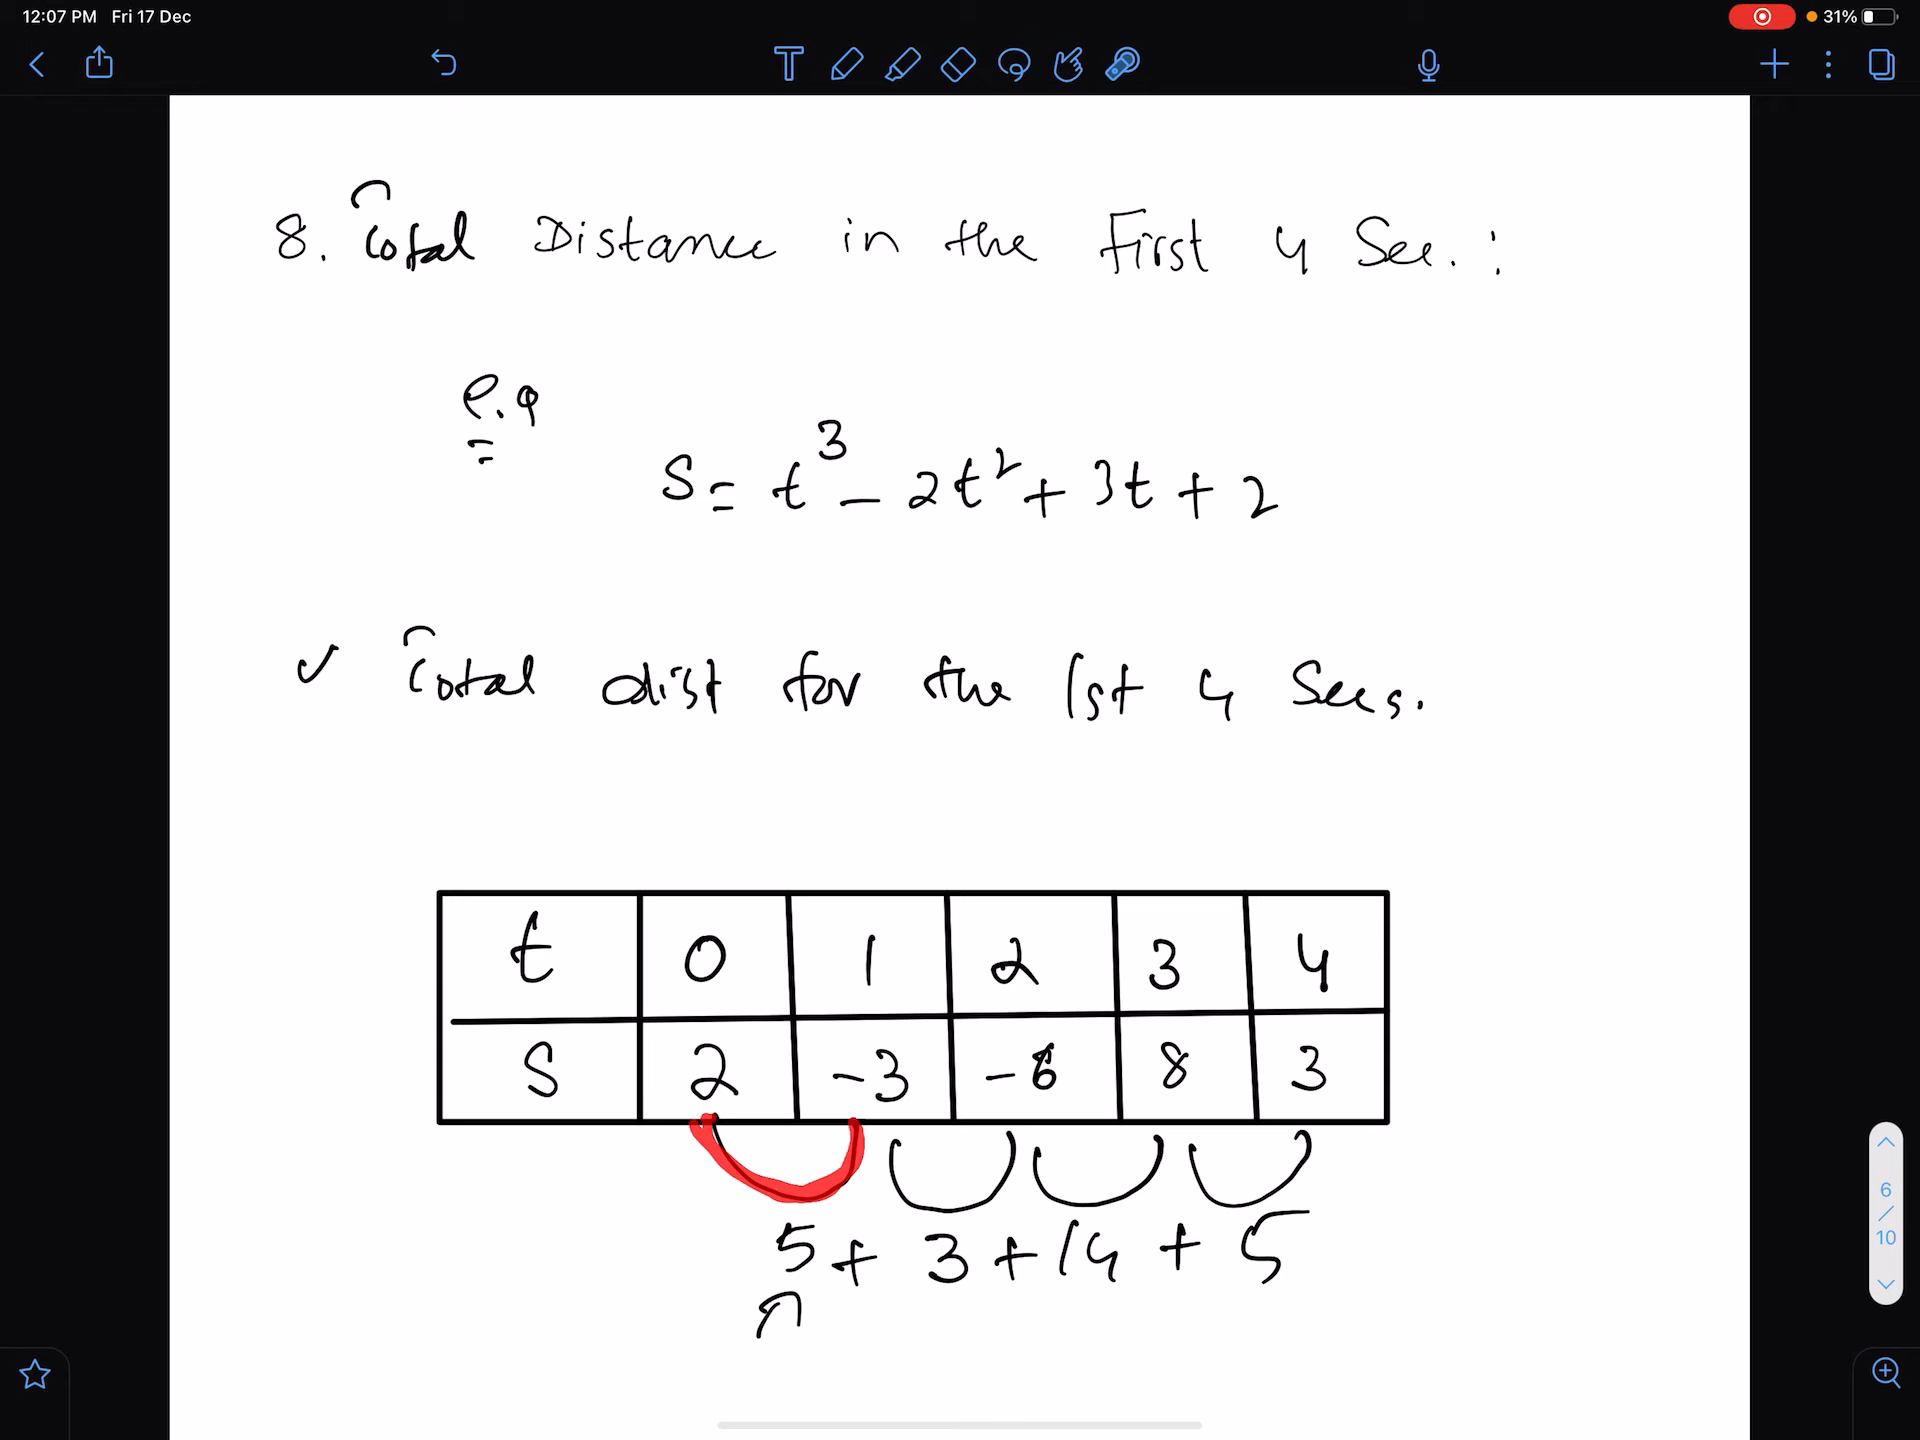 12:07 PM Fri 17 Dec
31%
8. Total Distance in the First 4 Sec. :
e.g
S = t³ - 2t² + 3t + 2
✓ Total dist for the 1st 4 Secs.
t 0 1 2 3 4
S 2 -3 -6 8 3
5 + 3 + 14 + 5
6 / 10